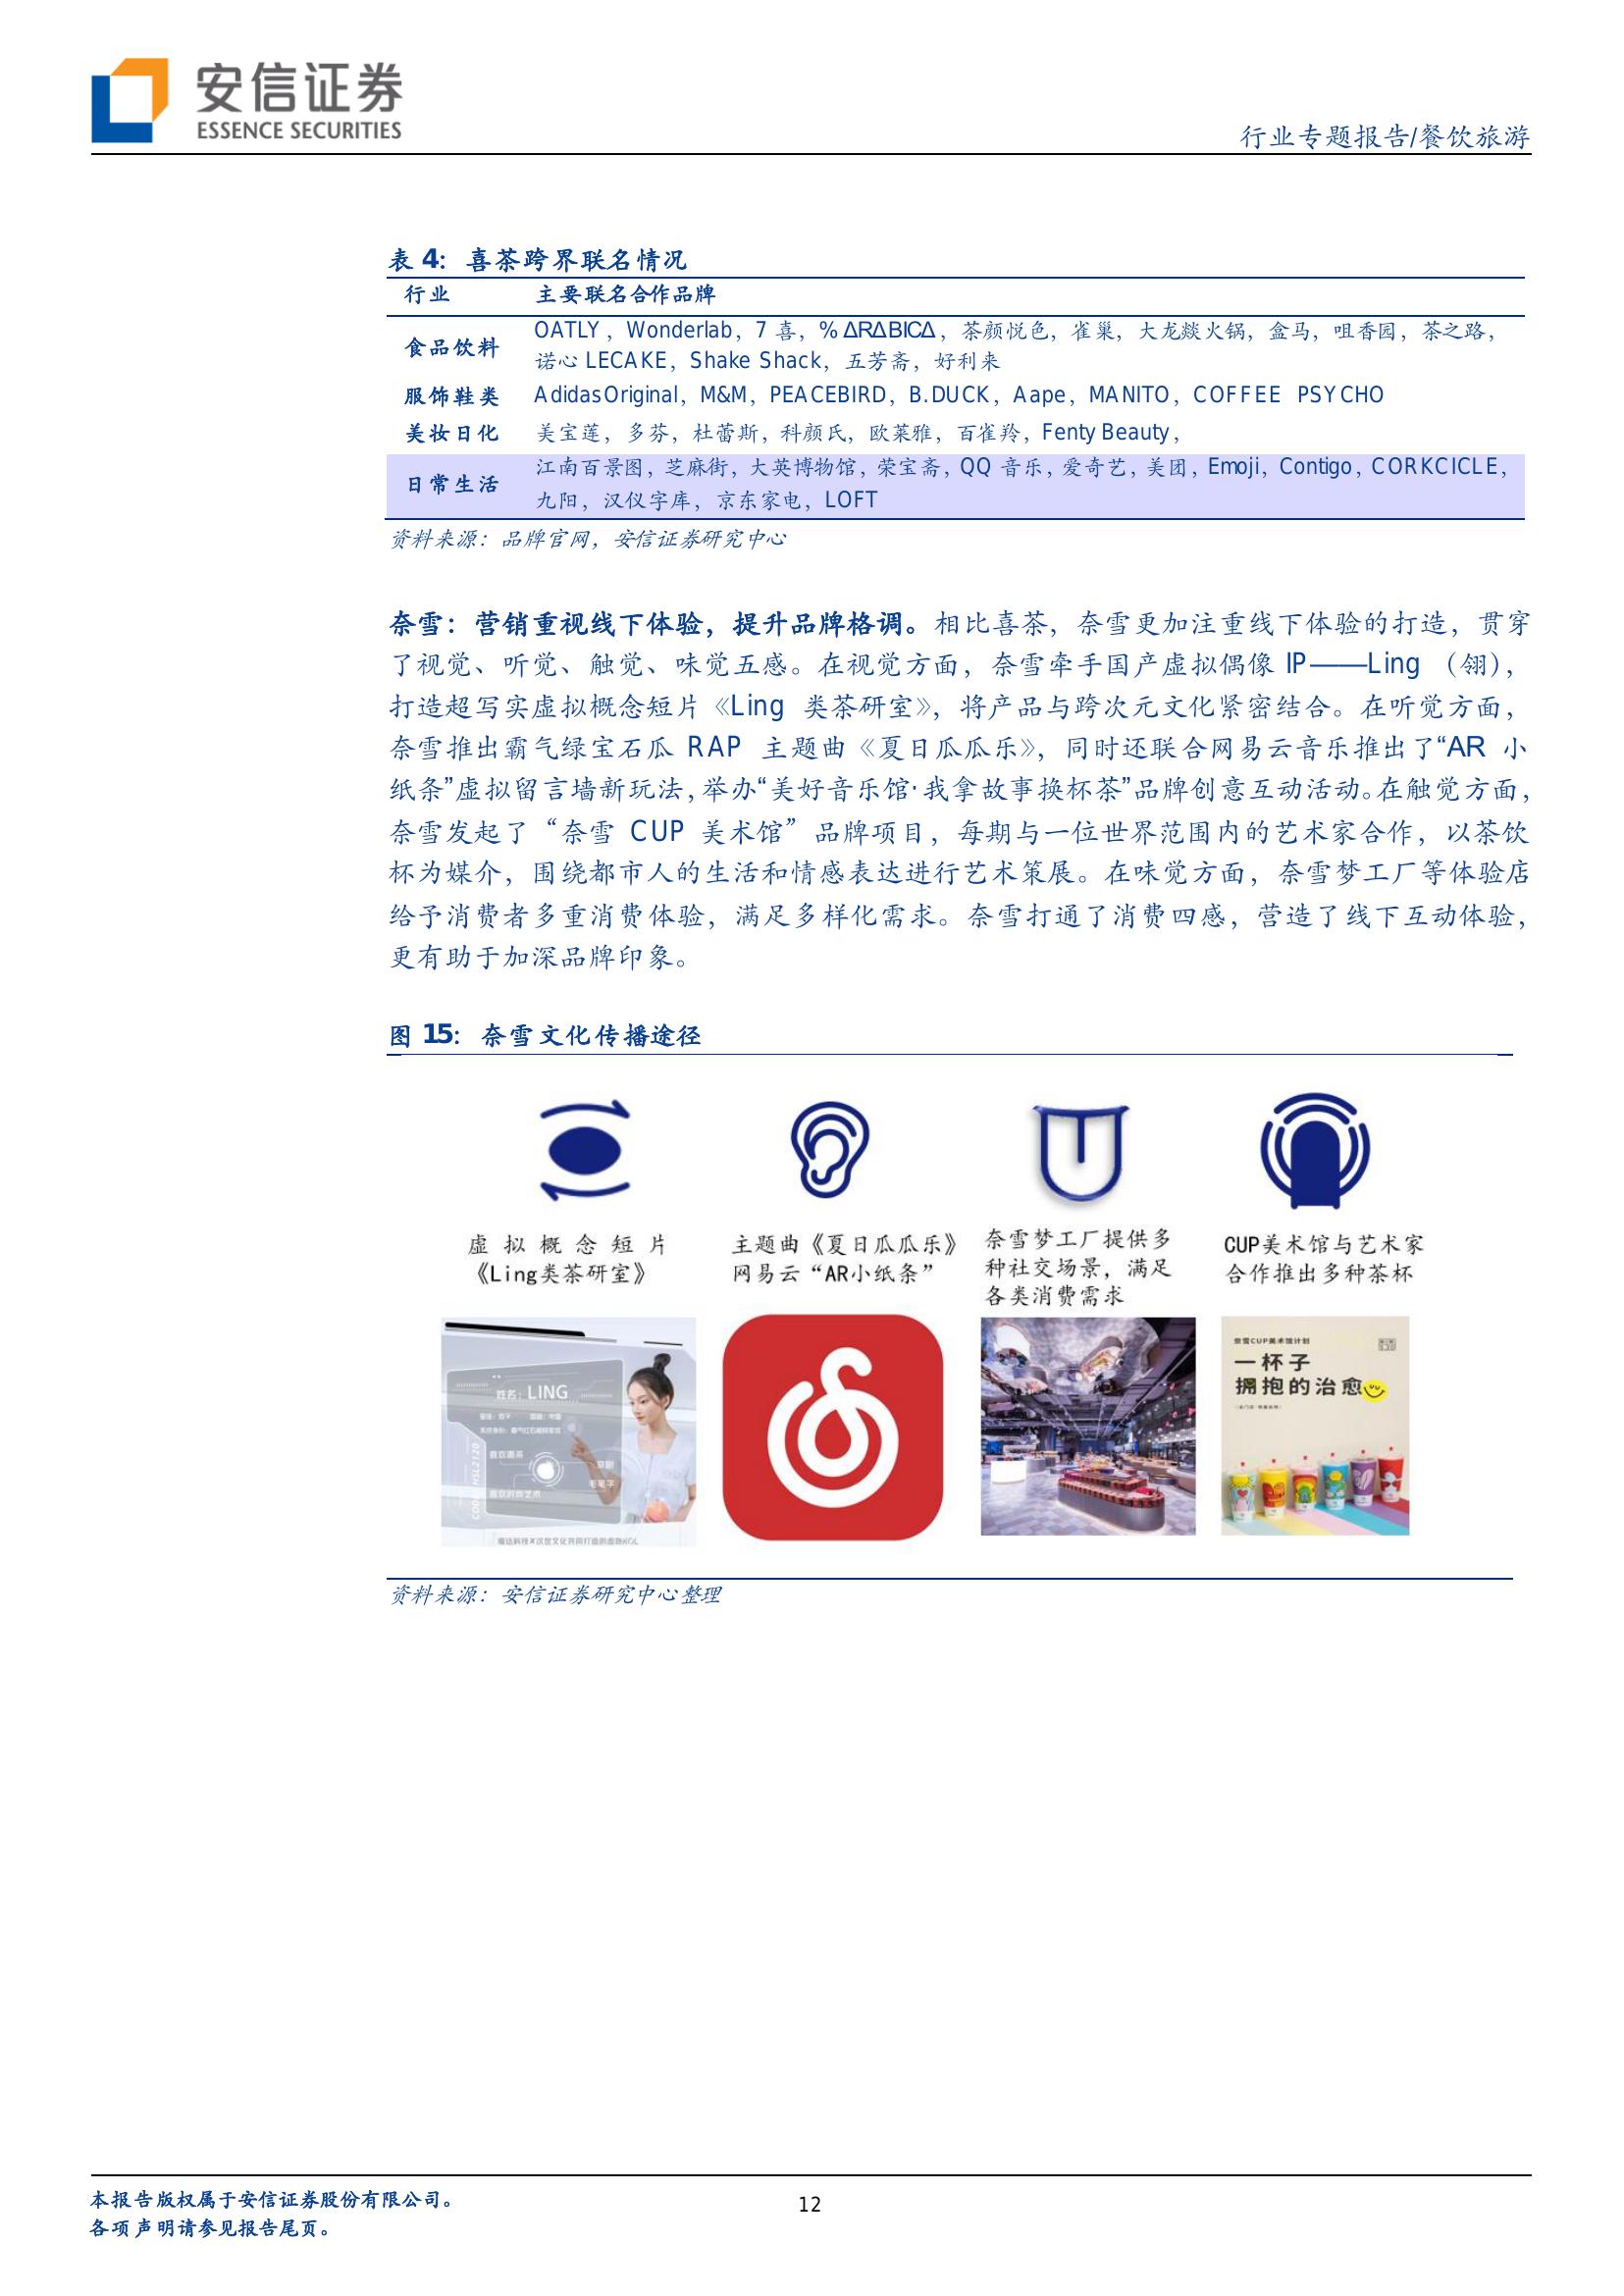 安信证券
ESSENCE SECURITIES
行业专题报告/餐饮旅游
表 4：喜茶跨界联名情况
行业 主要联名合作品牌
食品饮料 OATLY，Wonderlab，7 喜，% ∆R∆BIC∆，茶颜悦色，雀巢，大龙燚火锅，盒马，咀香园，茶之路，
诺心 LECAKE，Shake Shack，五芳斋，好利来
服饰鞋类 AdidasOriginal，M&M，PEACEBIRD，B.DUCK，Aape，MANITO，COFFEE PSYCHO
美妆日化 美宝莲，多芬，杜蕾斯，科颜氏，欧莱雅，百雀羚，Fenty Beauty，
日常生活 江南百景图，芝麻街，大英博物馆，荣宝斋，QQ 音乐，爱奇艺，美团，Emoji，Contigo，CORKCICLE，
九阳，汉仪字库，京东家电，LOFT
资料来源：品牌官网，安信证券研究中心
奈雪：营销重视线下体验，提升品牌格调。相比喜茶，奈雪更加注重线下体验的打造，贯穿
了视觉、听觉、触觉、味觉五感。在视觉方面，奈雪牵手国产虚拟偶像 IP——Ling （翎），
打造超写实虚拟概念短片《Ling 类茶研室》，将产品与跨次元文化紧密结合。在听觉方面，
奈雪推出霸气绿宝石瓜 RAP 主题曲《夏日瓜瓜乐》，同时还联合网易云音乐推出了“AR 小
纸条”虚拟留言墙新玩法，举办“美好音乐馆·我拿故事换杯茶”品牌创意互动活动。在触觉方面，
奈雪发起了“奈雪 CUP 美术馆”品牌项目，每期与一位世界范围内的艺术家合作，以茶饮
杯为媒介，围绕都市人的生活和情感表达进行艺术策展。在味觉方面，奈雪梦工厂等体验店
给予消费者多重消费体验，满足多样化需求。奈雪打通了消费四感，营造了线下互动体验，
更有助于加深品牌印象。
图 15：奈雪文化传播途径
虚拟概念短片
《Ling类茶研室》
主题曲《夏日瓜瓜乐》
网易云“AR小纸条”
奈雪梦工厂提供多
种社交场景，满足
各类消费需求
CUP美术馆与艺术家
合作推出多种茶杯
姓名：LING
喜欢喝茶
奈雪CUP美术馆计划
一杯子
拥抱的治愈
资料来源：安信证券研究中心整理
本报告版权属于安信证券股份有限公司。
各项声明请参见报告尾页。
12